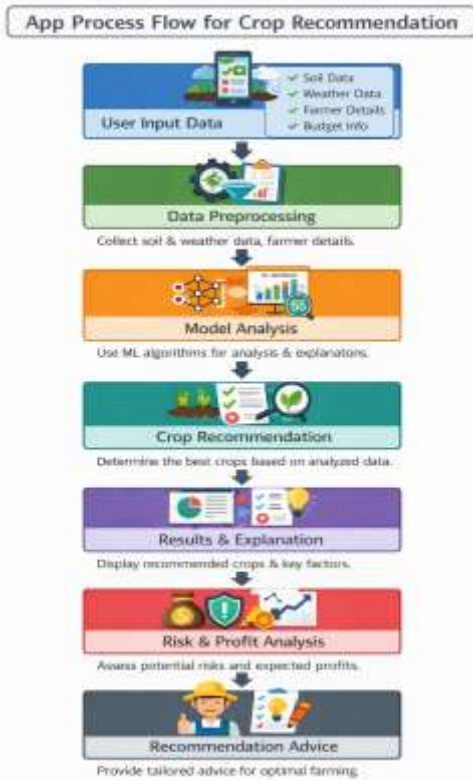 App Process Flow for Crop Recommendation
✓ Soil Data
✓ Weather Data
✓ Farmer Details
✓ Budget Info
User Input Data
Data Preprocessing
Collect soil & weather data, farmer details.
Model Analysis
Use ML algorithms for analysis & explanatons.
Crop Recommendation
Determine the best crops based on analyzed data.
Results & Explanation
Display recommended crops & key factors.
Risk & Profit Analysis
Assess potential risks and expected profits.
Recommendation Advice
Provide tailored advice for optimal farming.